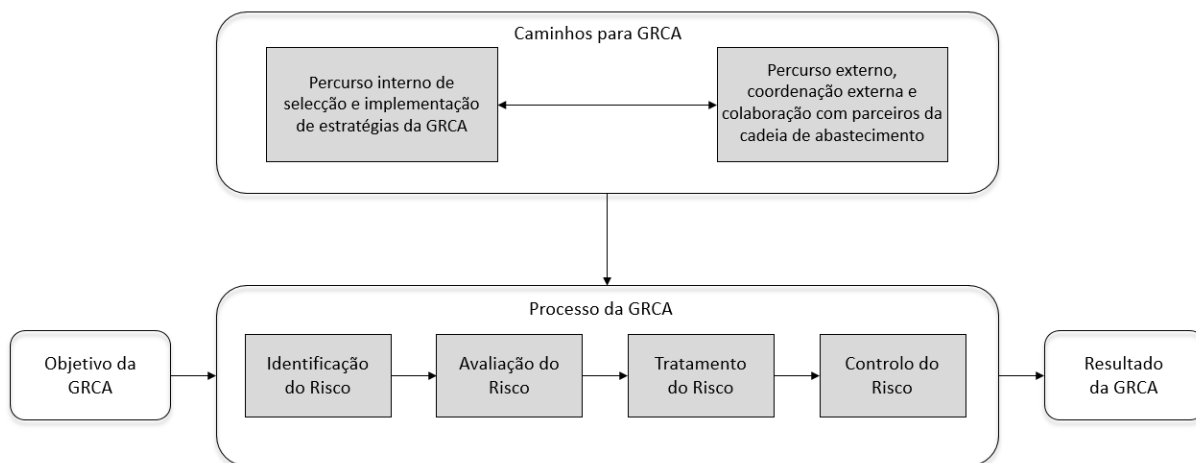 Caminhos para GRCA
Percurso interno de
selecção e implementação
de estratégias da GRCA
Percurso externo,
coordenação externa e
colaboração com parceiros da
cadeia de abastecimento
Processo da GRCA
Objetivo da
GRCA
Identificação
do Risco
Avaliação do
Risco
Tratamento
do Risco
Controlo do
Risco
Resultado
da GRCA